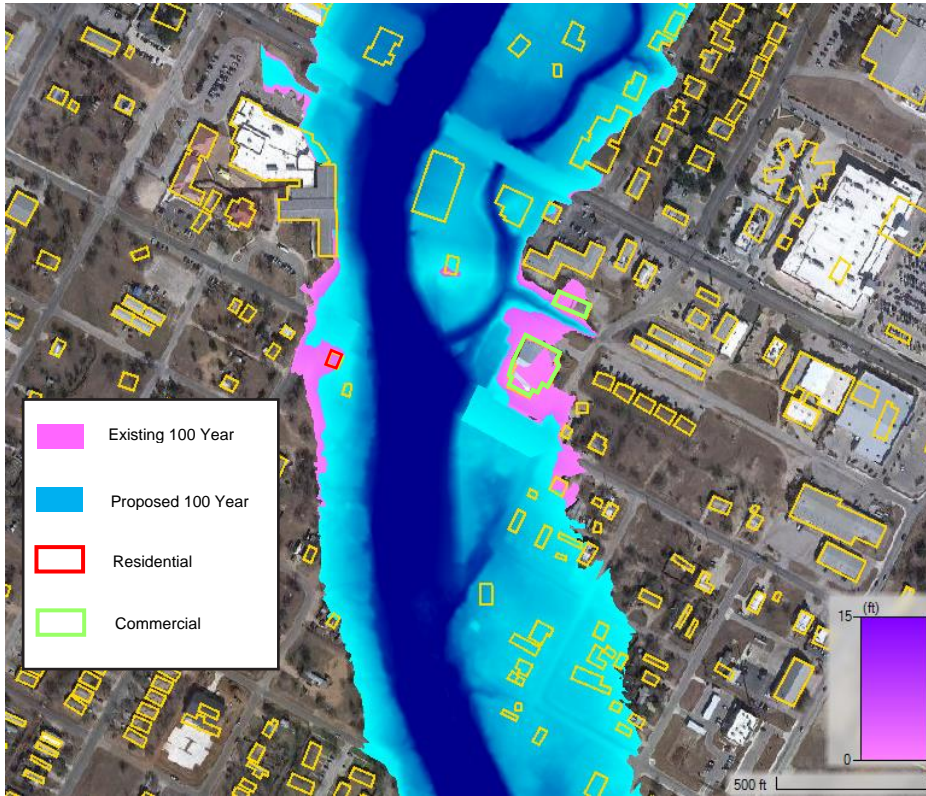 Existing 100 Year
Proposed 100 Year
Residential
Commercial
15
(ft)
0
500 ft